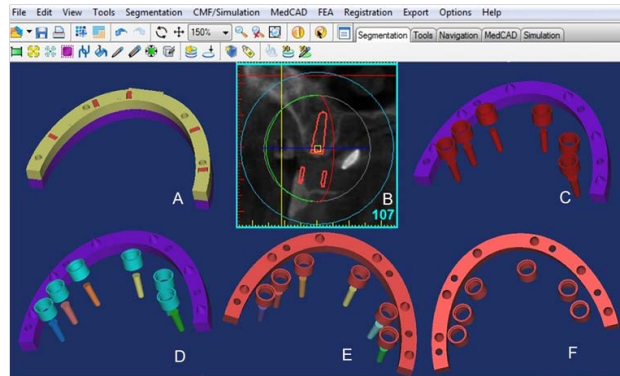 File Edit View Tools Segmentation CMF/Simulation MedCAD FEA Registration Export Options Help
150% Segmentation Tools Navigation MedCAD Simulation
A
B
107
C
D
E
F